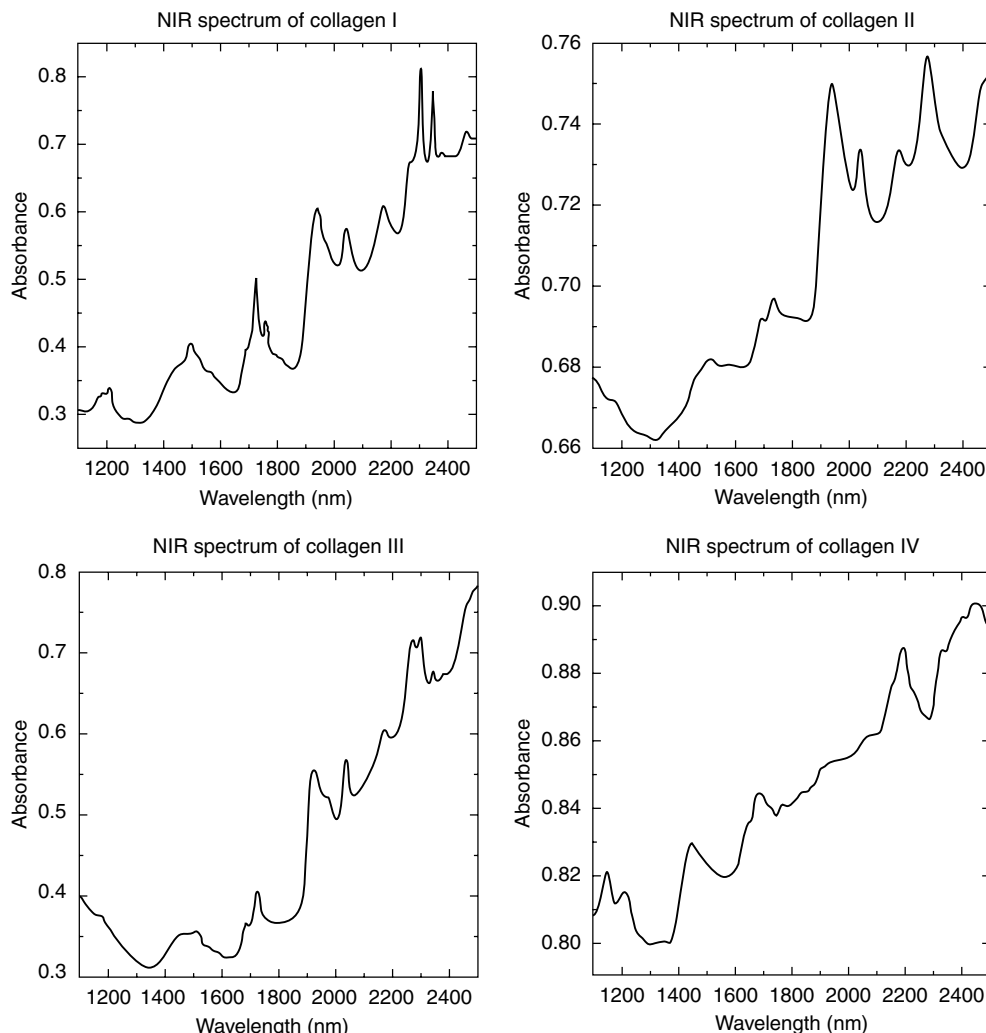 NIR spectrum of collagen I
0.8
0.7
0.6
0.5
0.4
0.3
Absorbance
1200 1400 1600 1800 2000 2200 2400
Wavelength (nm)
NIR spectrum of collagen II
0.76
0.74
0.72
0.70
0.68
0.66
Absorbance
1200 1400 1600 1800 2000 2200 2400
Wavelength (nm)
NIR spectrum of collagen III
0.8
0.7
0.6
0.5
0.4
0.3
Absorbance
1200 1400 1600 1800 2000 2200 2400
Wavelength (nm)
NIR spectrum of collagen IV
0.90
0.88
0.86
0.84
0.82
0.80
Absorbance
1200 1400 1600 1800 2000 2200 2400
Wavelength (nm)